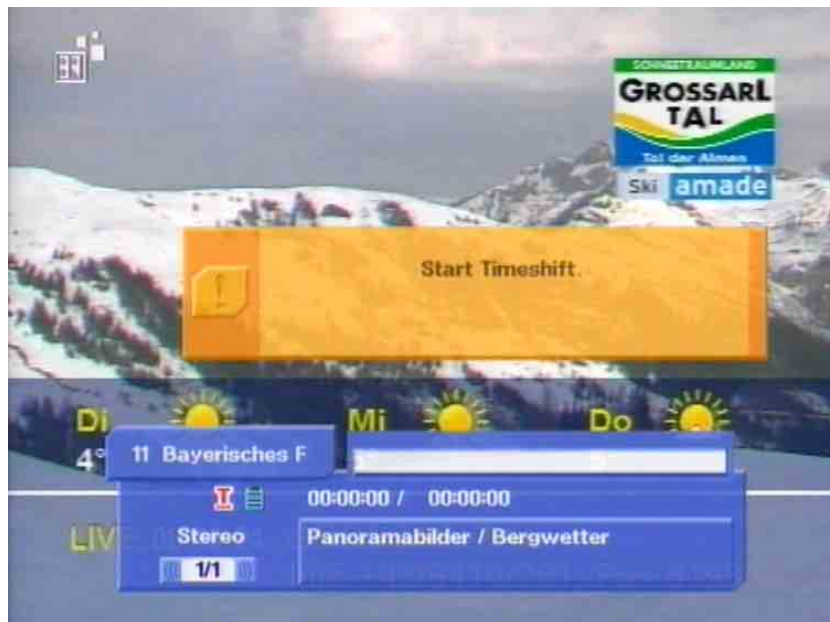 SCHNEETRAUMLAND
GROSSARL
TAL
Tal der Almen
Ski amade
Start Timeshift.
Di
Mi
Do
4°
11 Bayerisches F
00:00:00 / 00:00:00
LIV
Stereo
Panoramabilder / Bergwetter
1/1